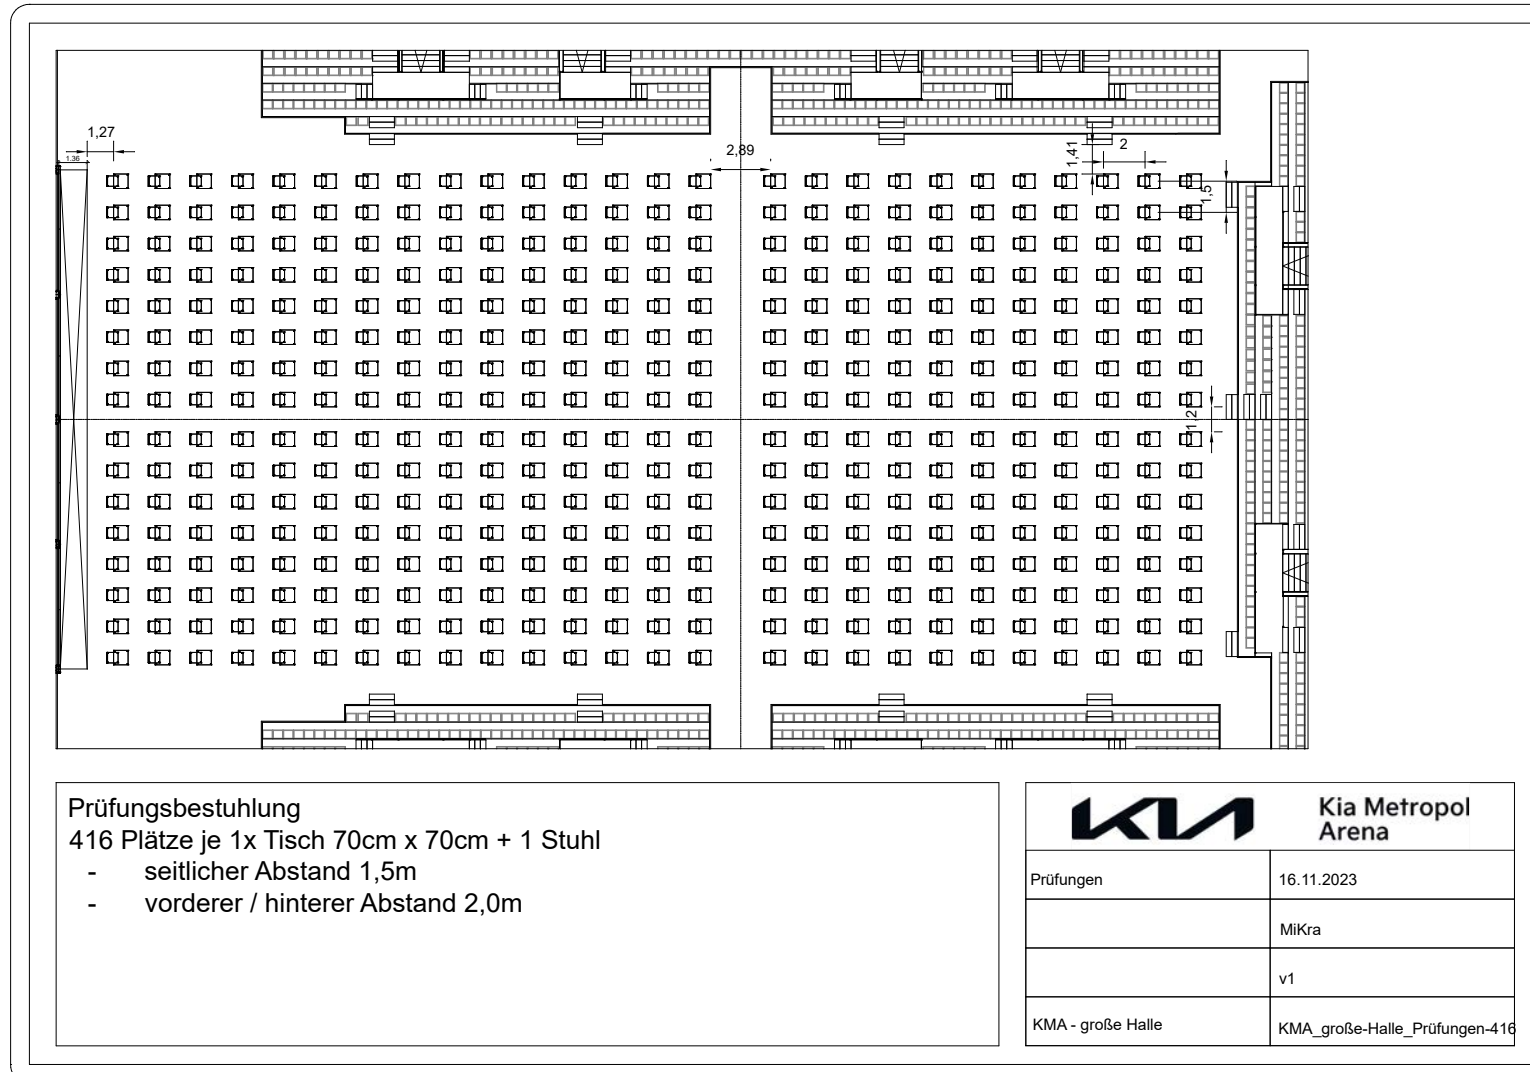 1,27
1.36
2,89
1,41
2
1,5
1,2
Prüfungsbestuhlung
416 Plätze je 1x Tisch 70cm x 70cm + 1 Stuhl
- seitlicher Abstand 1,5m
- vorderer / hinterer Abstand 2,0m
KIA
Kia Metropol
Arena
Prüfungen
16.11.2023
MiKra
v1
KMA - große Halle
KMA_große-Halle_Prüfungen-416